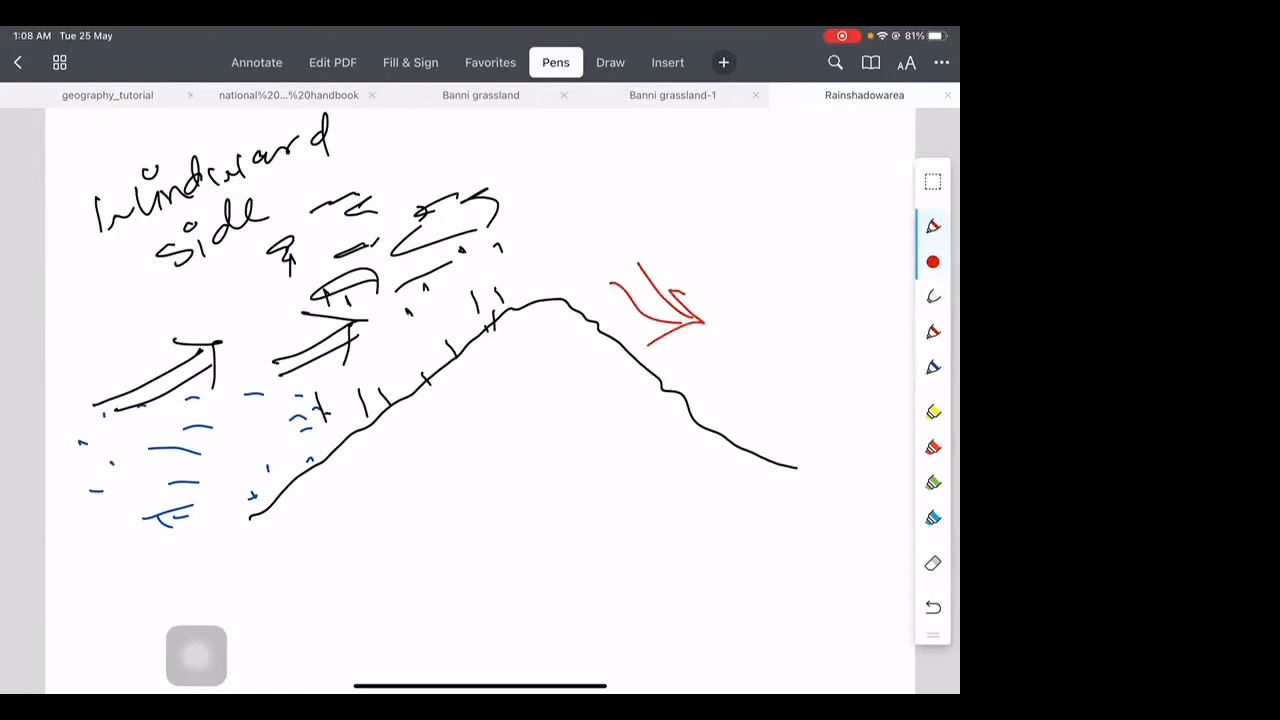 1:08 AM Tue 25 May
81%
Annotate Edit PDF Fill & Sign Favorites Pens Draw Insert
AA
geography_tutorial national%20...%20handbook Banni grassland Banni grassland-1 Rainshadowarea
Windward
side